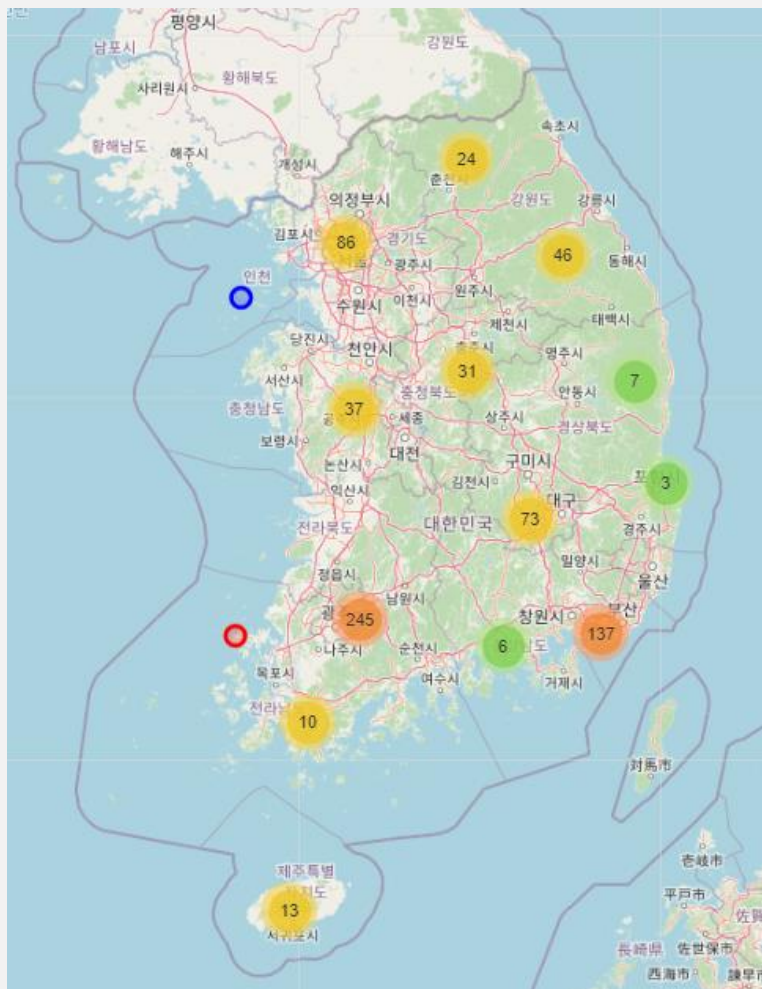 평양시
남포시
강원도
황해북도
사리원시
속초시
황해남도
해주시
개성시
24
의정부시
강원도
강릉시
김포시
86
경기도
46
동해시
광주시
인천
원주시
수원시
이천시
제천시
태백시
당진시
천안시
영주시
서산시
31
7
충청북도
안동시
충청남도
37
세종
상주시
경상북도
보령시
대전
논산시
구미시
김천시
3
익산시
대구
73
대한민국
경주시
전라북도
밀양시
정읍시
울산
남원시
245
창원시
부산
137
나주시
순천시
6
목포시
여수시
거제시
10
対馬市
壱岐市
제주특별
平戸市
13
서귀포시
長崎県
佐世保市
西海市
諫早市